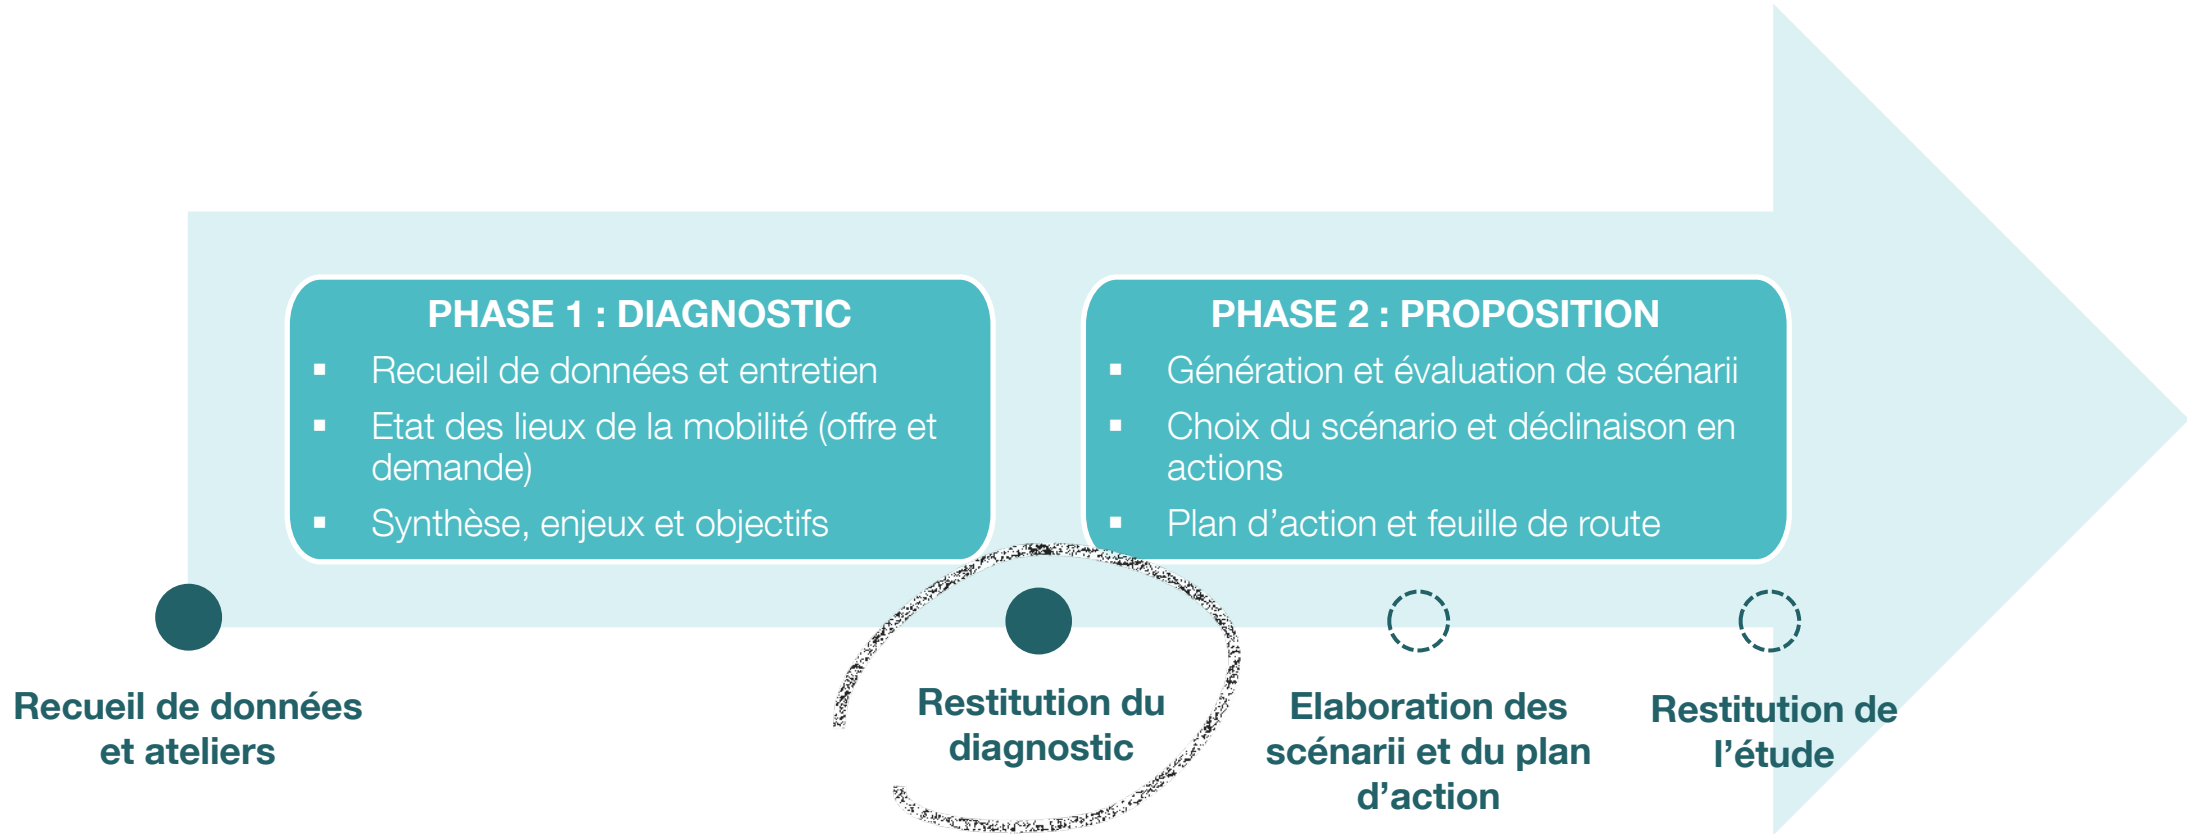 PHASE 1 : DIAGNOSTIC
▪ Recueil de données et entretien
▪ Etat des lieux de la mobilité (offre et
demande)
▪ Synthèse, enjeux et objectifs
PHASE 2 : PROPOSITION
▪ Génération et évaluation de scénarii
▪ Choix du scénario et déclinaison en
actions
▪ Plan d’action et feuille de route
Recueil de données
et ateliers
Restitution du
diagnostic
Elaboration des
scénarii et du plan
d’action
Restitution de
l’étude